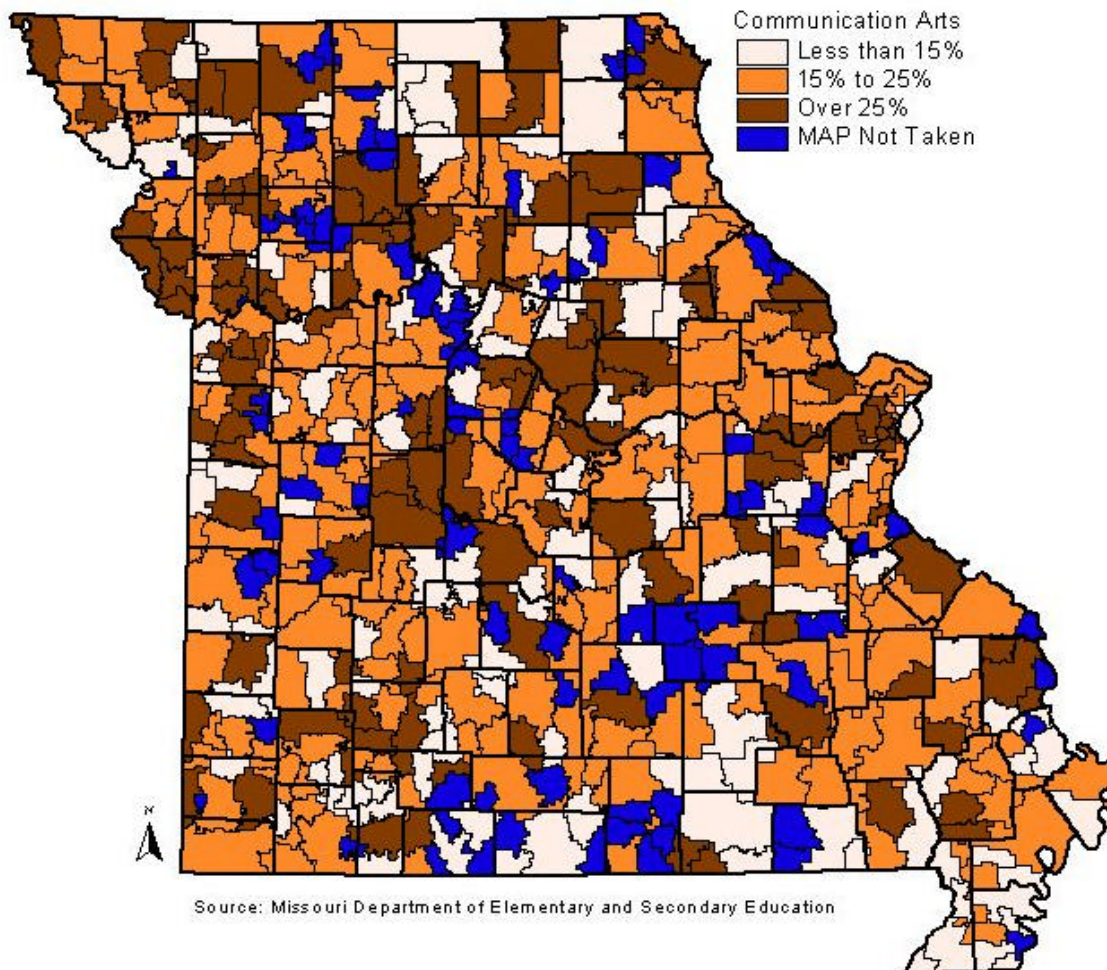 Communication Arts
Less than 15%
15% to 25%
Over 25%
MAP Not Taken
N
Source: Missouri Department of Elementary and Secondary Education